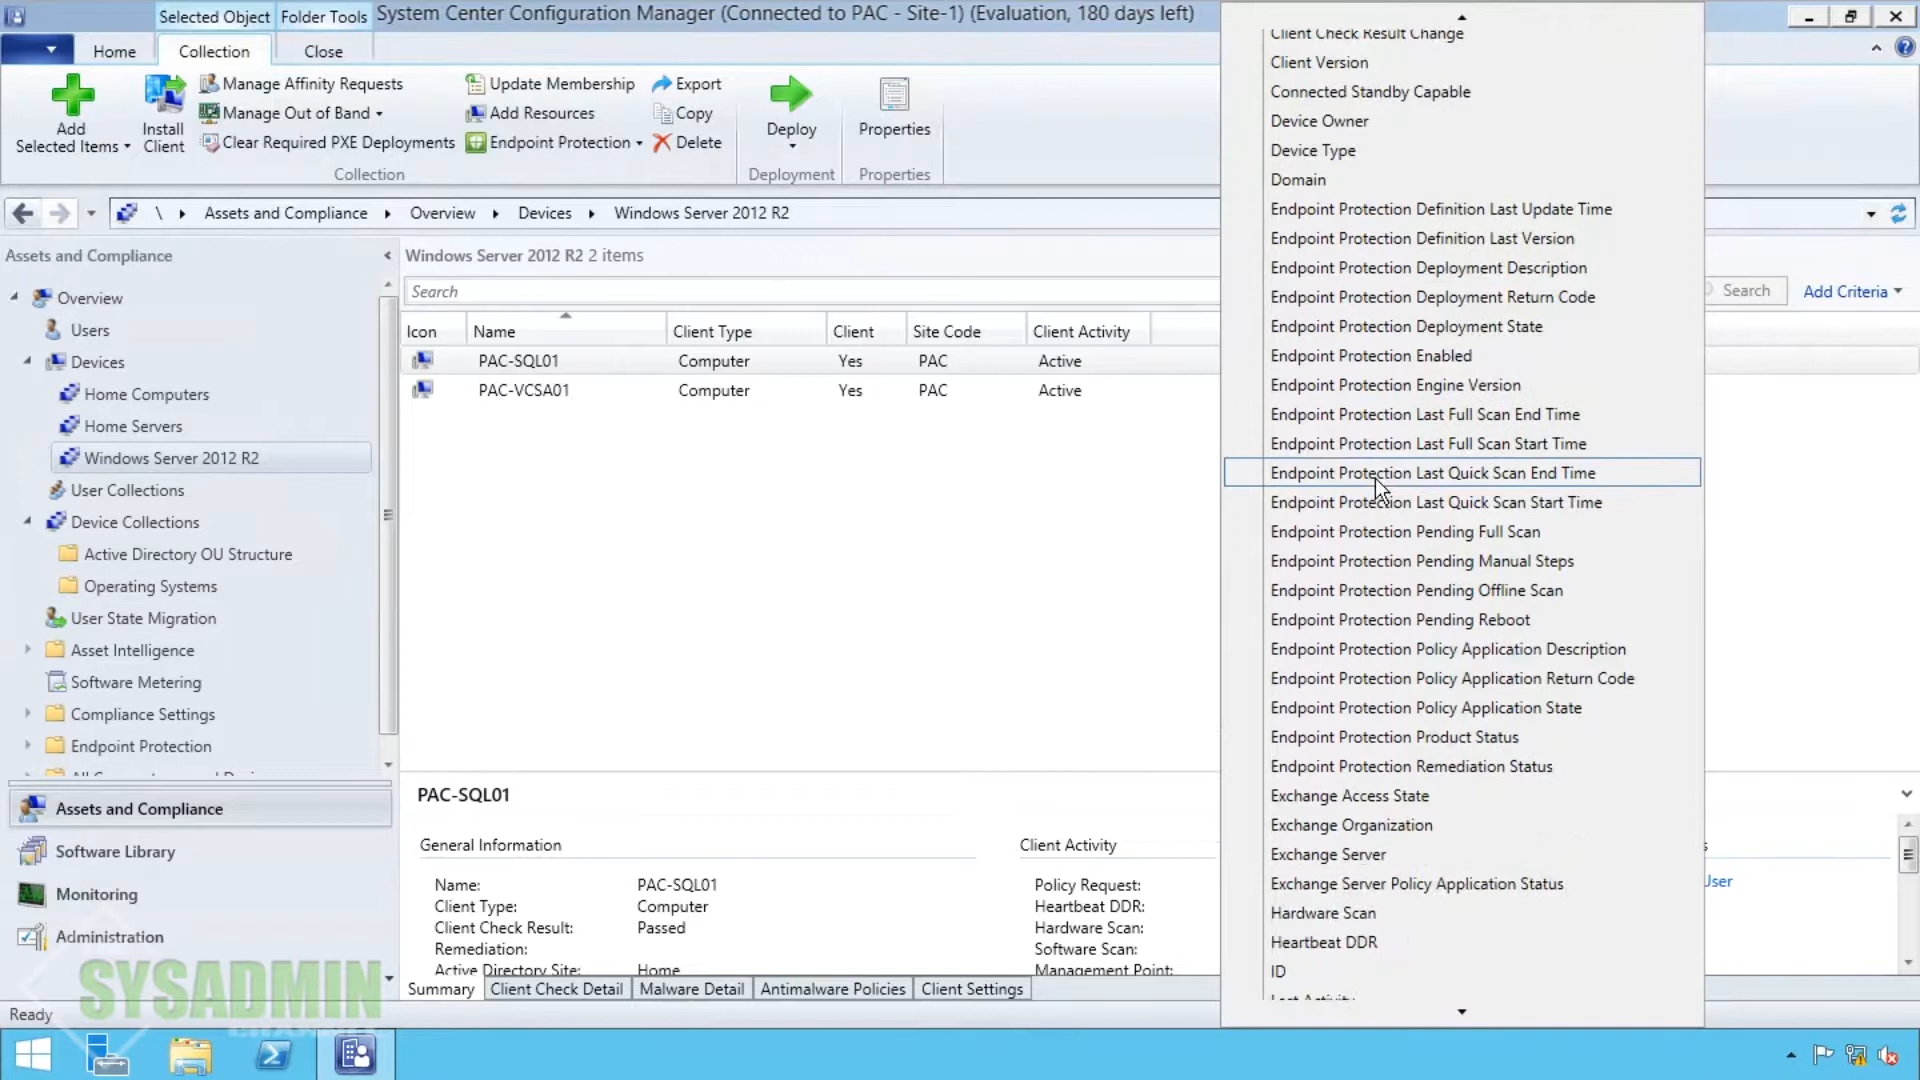 Selected Object
Folder Tools
System Center Configuration Manager (Connected to PAC - Site-1) (Evaluation, 180 days left)
Home
Collection
Close
Add
Selected Items
Install
Client
Manage Affinity Requests
Manage Out of Band
Clear Required PXE Deployments
Update Membership
Add Resources
Endpoint Protection
Export
Copy
Delete
Collection
Deploy
Deployment
Properties
Properties
\ Assets and Compliance Overview Devices Windows Server 2012 R2
Assets and Compliance
Overview
Users
Devices
Home Computers
Home Servers
Windows Server 2012 R2
User Collections
Device Collections
Active Directory OU Structure
Operating Systems
User State Migration
Asset Intelligence
Software Metering
Compliance Settings
Endpoint Protection
Assets and Compliance
Software Library
Monitoring
Administration
Windows Server 2012 R2 2 items
Search
Search
Add Criteria
Icon Name Client Type Client Site Code Client Activity
PAC-SQL01 Computer Yes PAC Active
PAC-VCSA01 Computer Yes PAC Active
PAC-SQL01
General Information
Name: PAC-SQL01
Client Type: Computer
Client Check Result: Passed
Remediation:
Active Directory Site: Home
Client Activity
Policy Request:
Heartbeat DDR:
Hardware Scan:
Software Scan:
Management Point:
User
Summary
Client Check Detail
Malware Detail
Antimalware Policies
Client Settings
Client Check Result Change
Client Version
Connected Standby Capable
Device Owner
Device Type
Domain
Endpoint Protection Definition Last Update Time
Endpoint Protection Definition Last Version
Endpoint Protection Deployment Description
Endpoint Protection Deployment Return Code
Endpoint Protection Deployment State
Endpoint Protection Enabled
Endpoint Protection Engine Version
Endpoint Protection Last Full Scan End Time
Endpoint Protection Last Full Scan Start Time
Endpoint Protection Last Quick Scan End Time
Endpoint Protection Last Quick Scan Start Time
Endpoint Protection Pending Full Scan
Endpoint Protection Pending Manual Steps
Endpoint Protection Pending Offline Scan
Endpoint Protection Pending Reboot
Endpoint Protection Policy Application Description
Endpoint Protection Policy Application Return Code
Endpoint Protection Policy Application State
Endpoint Protection Product Status
Endpoint Protection Remediation Status
Exchange Access State
Exchange Organization
Exchange Server
Exchange Server Policy Application Status
Hardware Scan
Heartbeat DDR
ID
Last Activity
Ready
SYSADMIN
CHANNEL